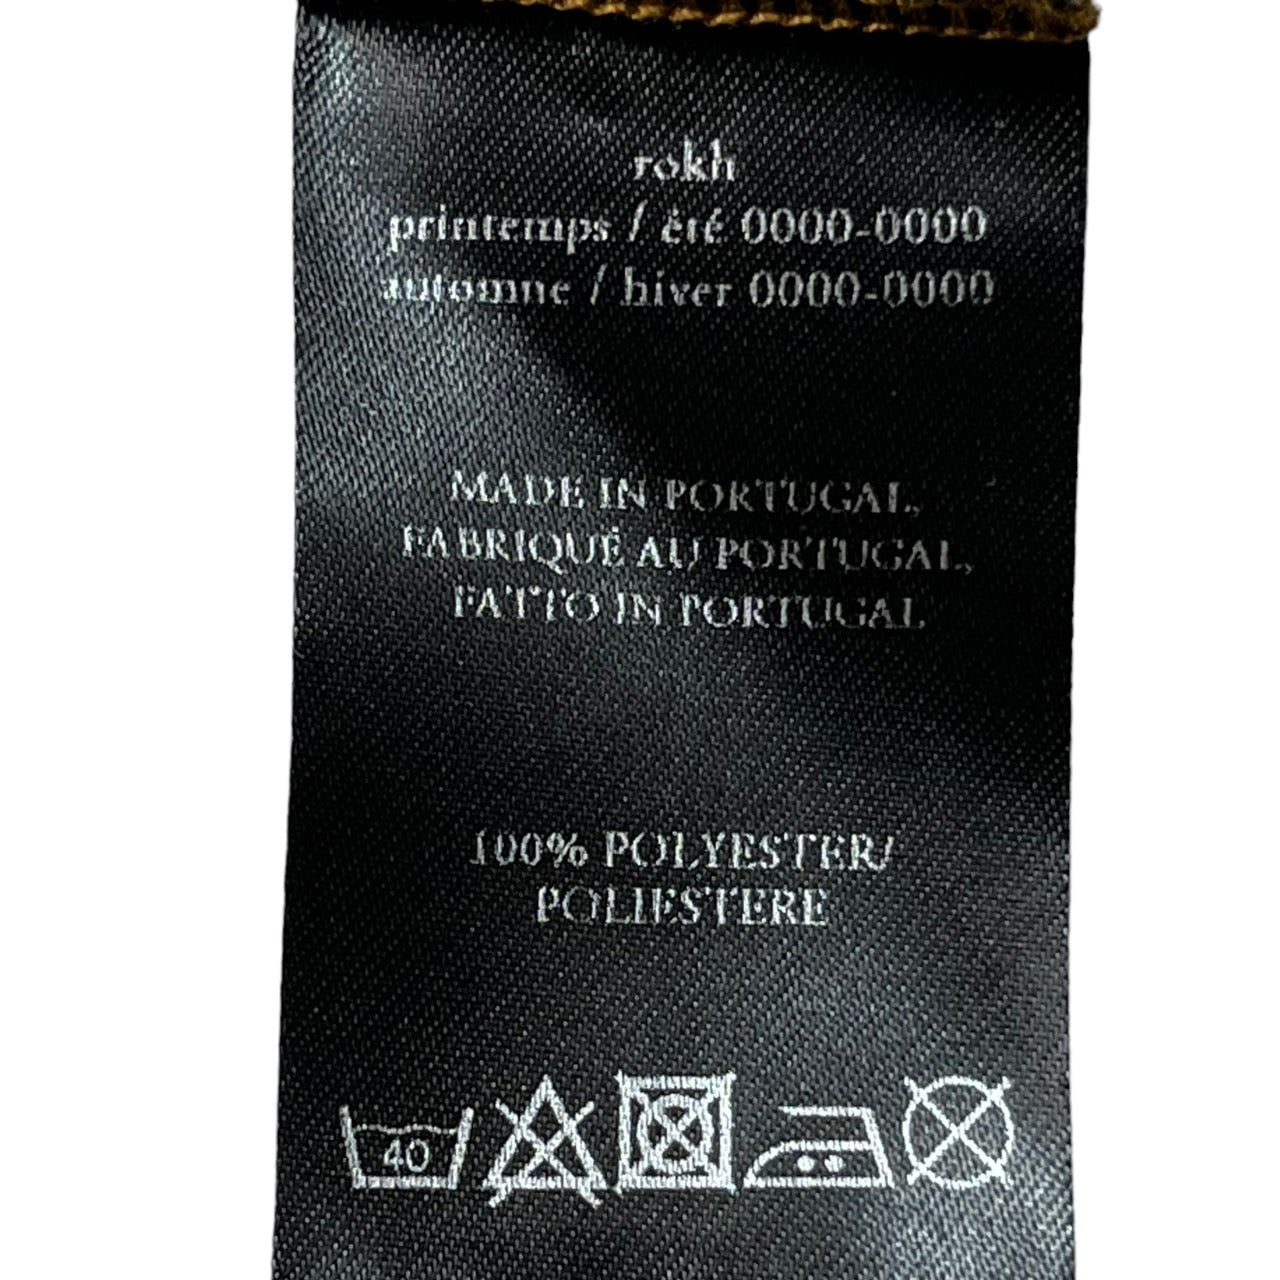 rokh
printemps / été 0000-0000
automne / hiver 0000-0000
MADE IN PORTUGAL,
FABRIQUÉ AU PORTUGAL,
FATTO IN PORTUGAL
100% POLYESTER/
POLIESTERE
40